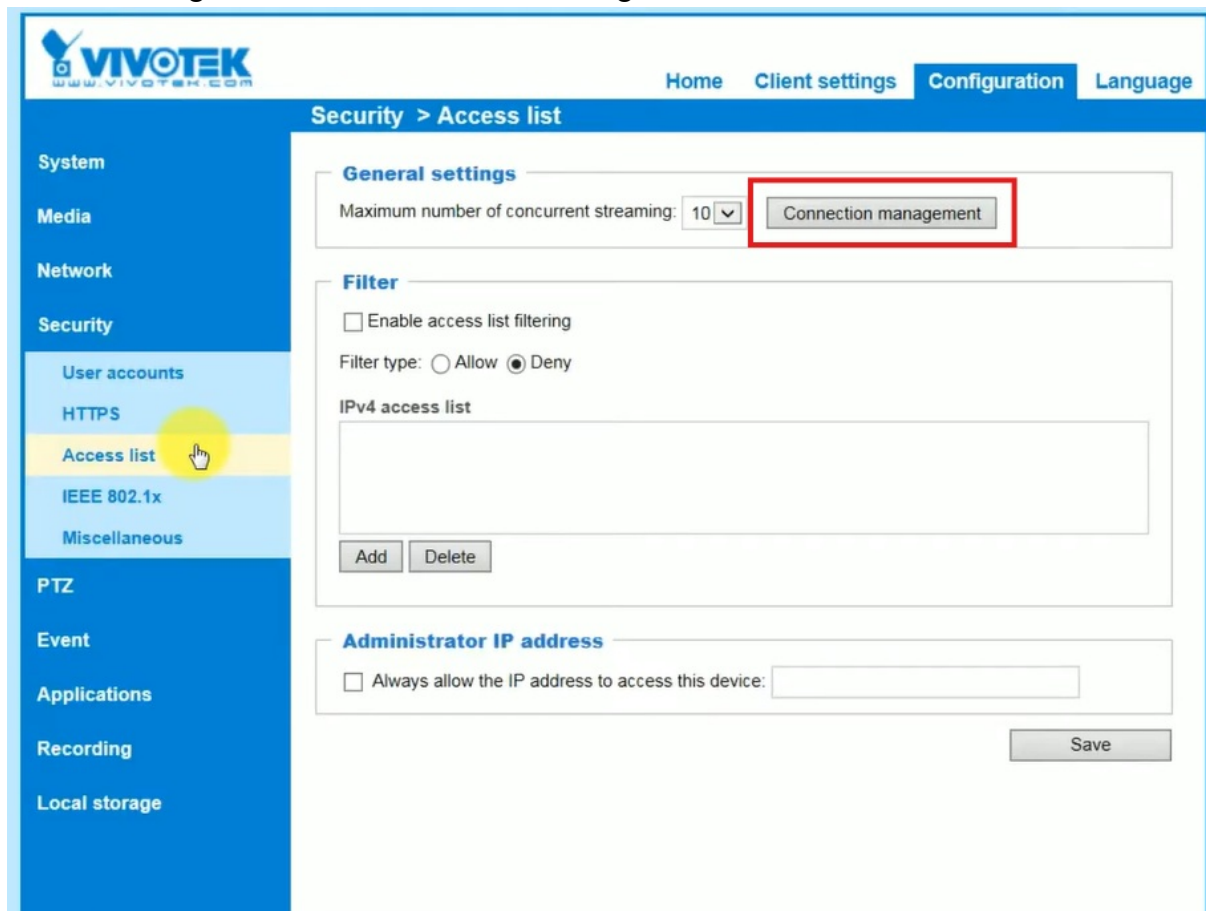 VIVOTEK
WWW.VIVOTEK.COM
Home Client settings Configuration Language
Security > Access list
System
Media
Network
Security
User accounts
HTTPS
Access list
IEEE 802.1x
Miscellaneous
PTZ
Event
Applications
Recording
Local storage
General settings
Maximum number of concurrent streaming: 10 Connection management
Filter
Enable access list filtering
Filter type: Allow Deny
IPv4 access list
Add Delete
Administrator IP address
Always allow the IP address to access this device:
Save